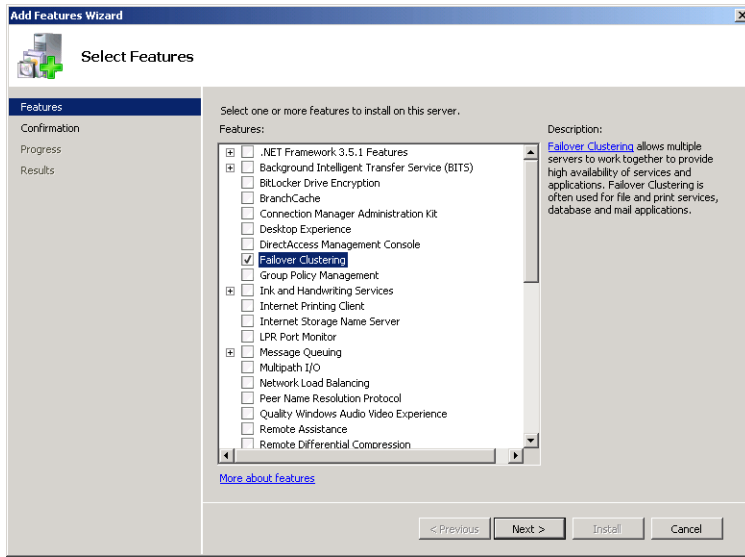 Add Features Wizard
Select Features
Features
Confirmation
Progress
Results
Select one or more features to install on this server.
Features:
.NET Framework 3.5.1 Features
Background Intelligent Transfer Service (BITS)
BitLocker Drive Encryption
BranchCache
Connection Manager Administration Kit
Desktop Experience
DirectAccess Management Console
Failover Clustering
Group Policy Management
Ink and Handwriting Services
Internet Printing Client
Internet Storage Name Server
LPR Port Monitor
Message Queuing
Multipath I/O
Network Load Balancing
Peer Name Resolution Protocol
Quality Windows Audio Video Experience
Remote Assistance
Remote Differential Compression
More about features
Description:
Failover Clustering allows multiple
servers to work together to provide
high availability of services and
applications. Failover Clustering is
often used for file and print services,
database and mail applications.
< Previous
Next >
Install
Cancel